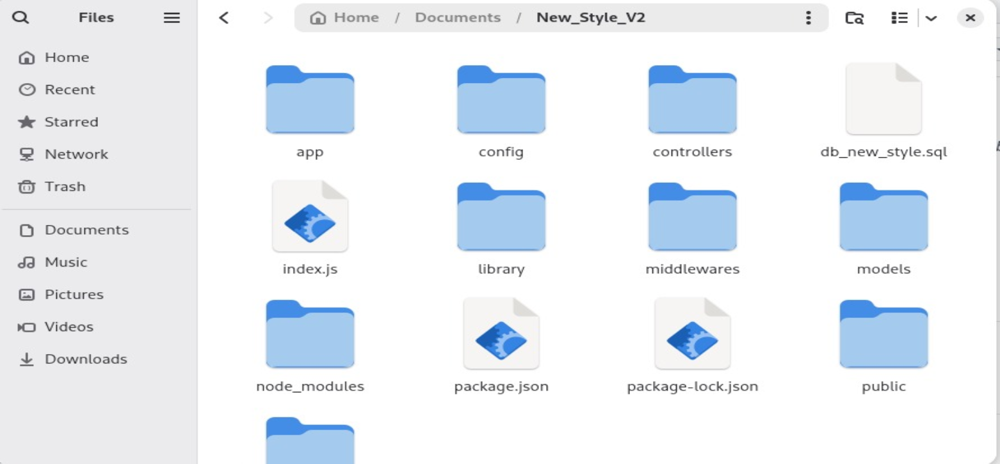 Files
Home / Documents / New_Style_V2
Home
Recent
Starred
Network
Trash
Documents
Music
Pictures
Videos
Downloads
app
config
controllers
db_new_style.sql
index.js
library
middlewares
models
node_modules
package.json
package-lock.json
public